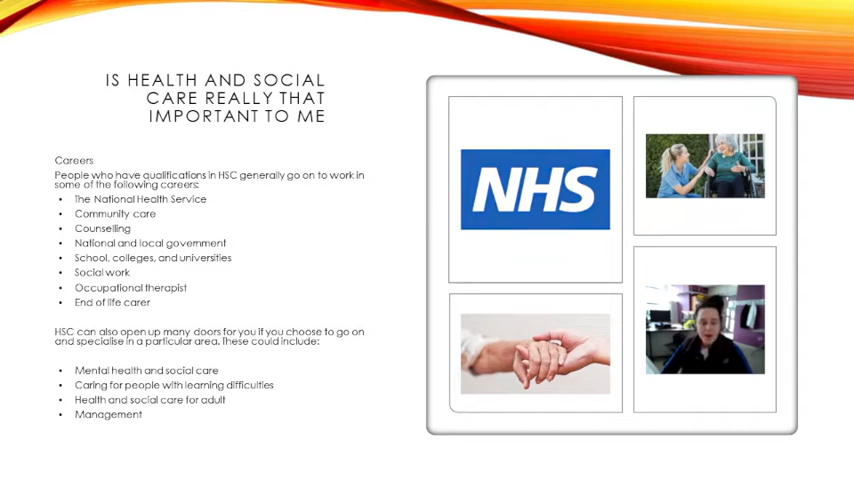 IS HEALTH AND SOCIAL
CARE REALLY THAT
IMPORTANT TO ME
Careers
People who have qualifications in HSC generally go on to work in
some of the following careers:
• The National Health Service
• Community care
• Counselling
• National and local government
• School, colleges, and universities
• Social work
• Occupational therapist
• End of life carer
HSC can also open up many doors for you if you choose to go on
and specialise in a particular area. These could include:
• Mental health and social care
• Caring for people with learning difficulties
• Health and social care for adult
• Management
NHS